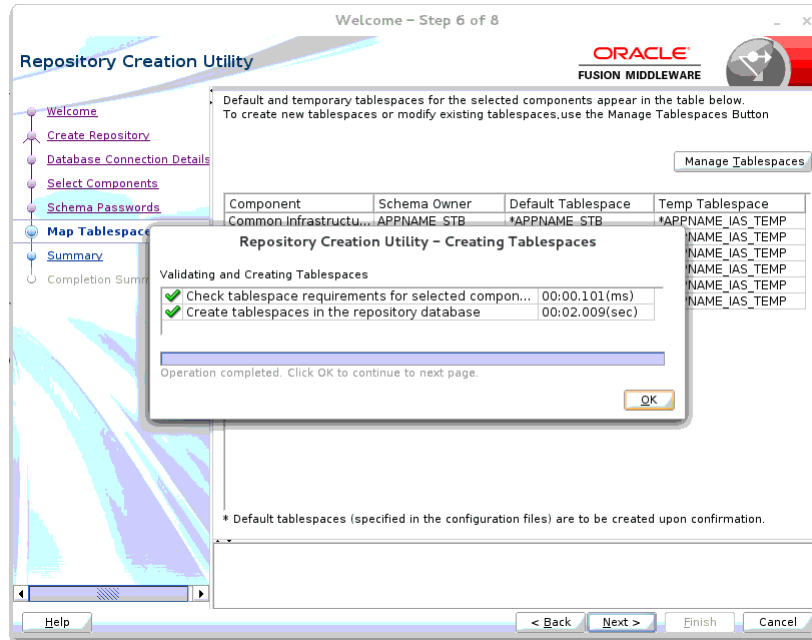 Welcome – Step 6 of 8
Repository Creation Utility
ORACLE
FUSION MIDDLEWARE
Welcome
Create Repository
Database Connection Details
Select Components
Schema Passwords
Map Tablespace
Summary
Completion Summ
Default and temporary tablespaces for the selected components appear in the table below.
To create new tablespaces or modify existing tablespaces,use the Manage Tablespaces Button
Manage Tablespaces
Component Schema Owner Default Tablespace Temp Tablespace
Common Infrastructu... APPNAME_STB *APPNAME_STB *APPNAME_IAS_TEMP
PNAME_IAS_TEMP
PNAME_IAS_TEMP
PNAME_IAS_TEMP
PNAME_IAS_TEMP
PNAME_IAS_TEMP
Repository Creation Utility – Creating Tablespaces
Validating and Creating Tablespaces
Check tablespace requirements for selected compon... 00:00.101(ms)
Create tablespaces in the repository database 00:02.009(sec)
Operation completed. Click OK to continue to next page.
OK
* Default tablespaces (specified in the configuration files) are to be created upon confirmation.
Help
< Back Next > Finish Cancel